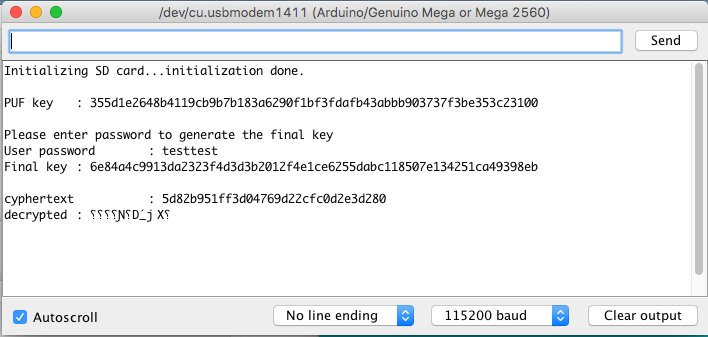 /dev/cu.usbmodem1411 (Arduino/Genuino Mega or Mega 2560)
Send
Initializing SD card...initialization done.
PUF key : 355d1e2648b4119cb9b7b183a6290f1bf3fdafb43abbb903737f3be353c23100
Please enter password to generate the final key
User password : testtest
Final key : 6e84a4c9913da2323f4d3d3b2012f4e1ce6255dabc118507e134251ca49398eb
cyphertext : 5d82b951ff3d04769d22cfc0d2e3d280
decrypted :
Autoscroll
No line ending
115200 baud
Clear output